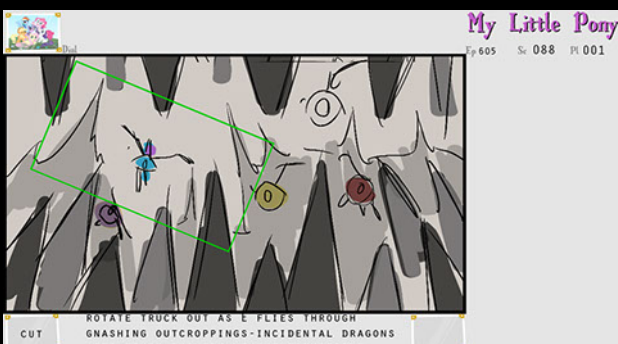 My Little Pony
Ep 605 Sc 088 Pl 001
Dial
ROTATE TRUCK OUT AS E FLIES THROUGH
CUT
GNASHING OUTCROPPINGS-INCIDENTAL DRAGONS